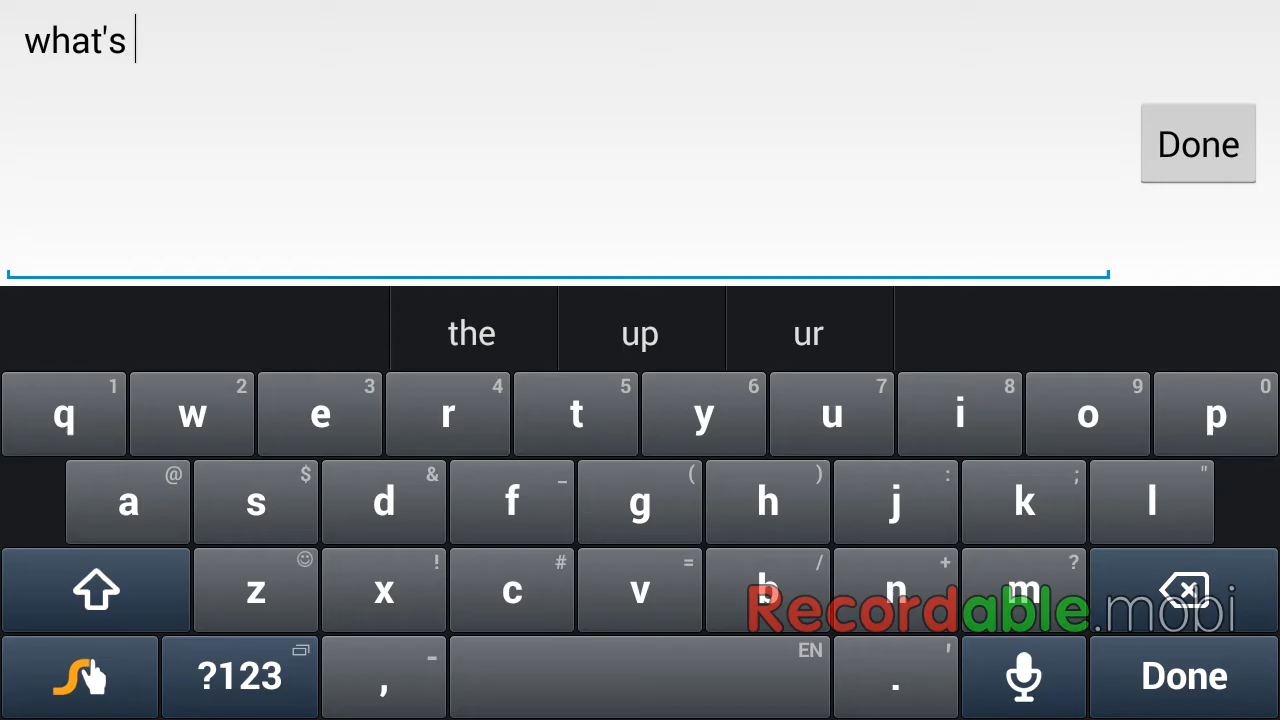 what's
Done
the up ur
q 1 w 2 e 3 r 4 t 5 y 6 u 7 i 8 o 9 p 0
a @ s $ d & f _ g ( h ) j : k ; l "
z x ! c # v = b / n + m ?
Recordable.mobi
?123 , - EN . ' Done